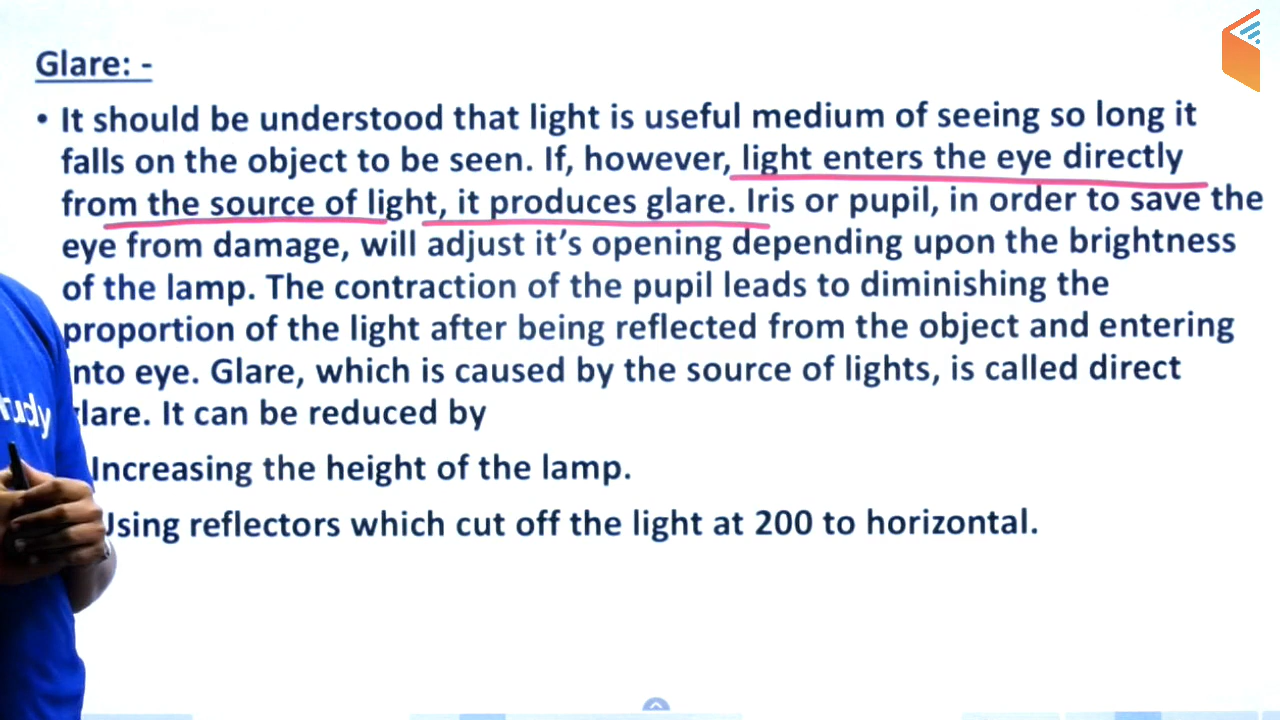 Glare: -
• It should be understood that light is useful medium of seeing so long it
falls on the object to be seen. If, however, light enters the eye directly
from the source of light, it produces glare. Iris or pupil, in order to save the
eye from damage, will adjust it’s opening depending upon the brightness
of the lamp. The contraction of the pupil leads to diminishing the
proportion of the light after being reflected from the object and entering
into eye. Glare, which is caused by the source of lights, is called direct
glare. It can be reduced by
Increasing the height of the lamp.
Using reflectors which cut off the light at 200 to horizontal.